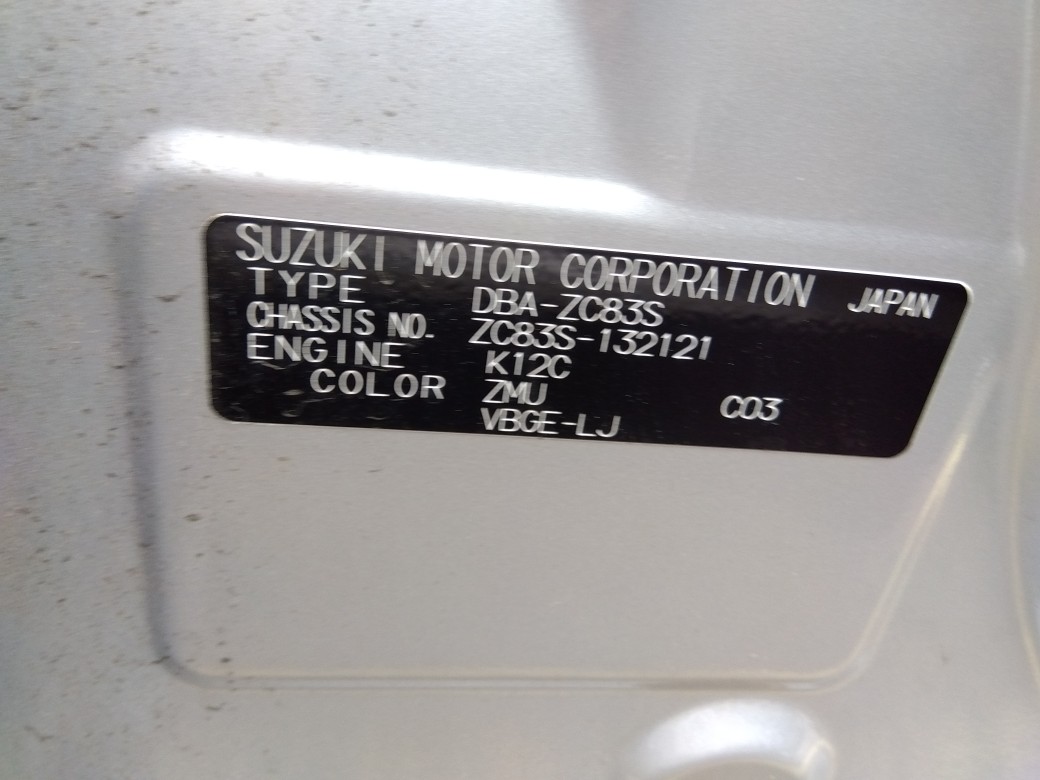 SUZUKI MOTOR CORPORATION JAPAN
TYPE DBA-ZC83S
CHASSIS NO. ZC83S-132121
ENGINE K12C
COLOR ZMU C03
VBGE-LJ